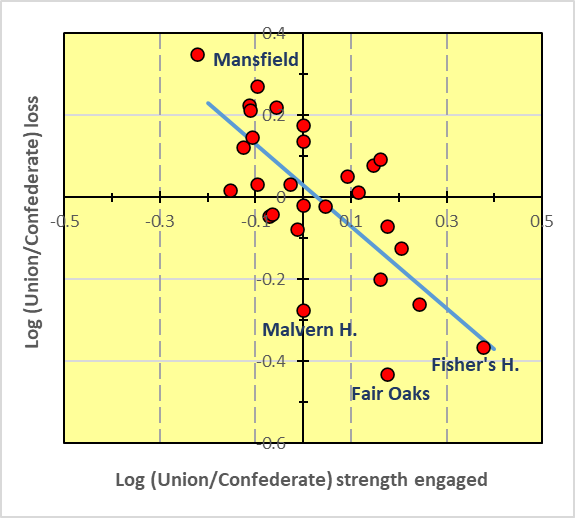 0.4
Mansfield
0.2
0
-0.5
-0.3
-0.1
0.1
0.3
0.5
-0.2
Malvern H.
-0.4
Fisher's H.
Fair Oaks
-0.6
Log (Union/Confederate) loss
Log (Union/Confederate) strength engaged